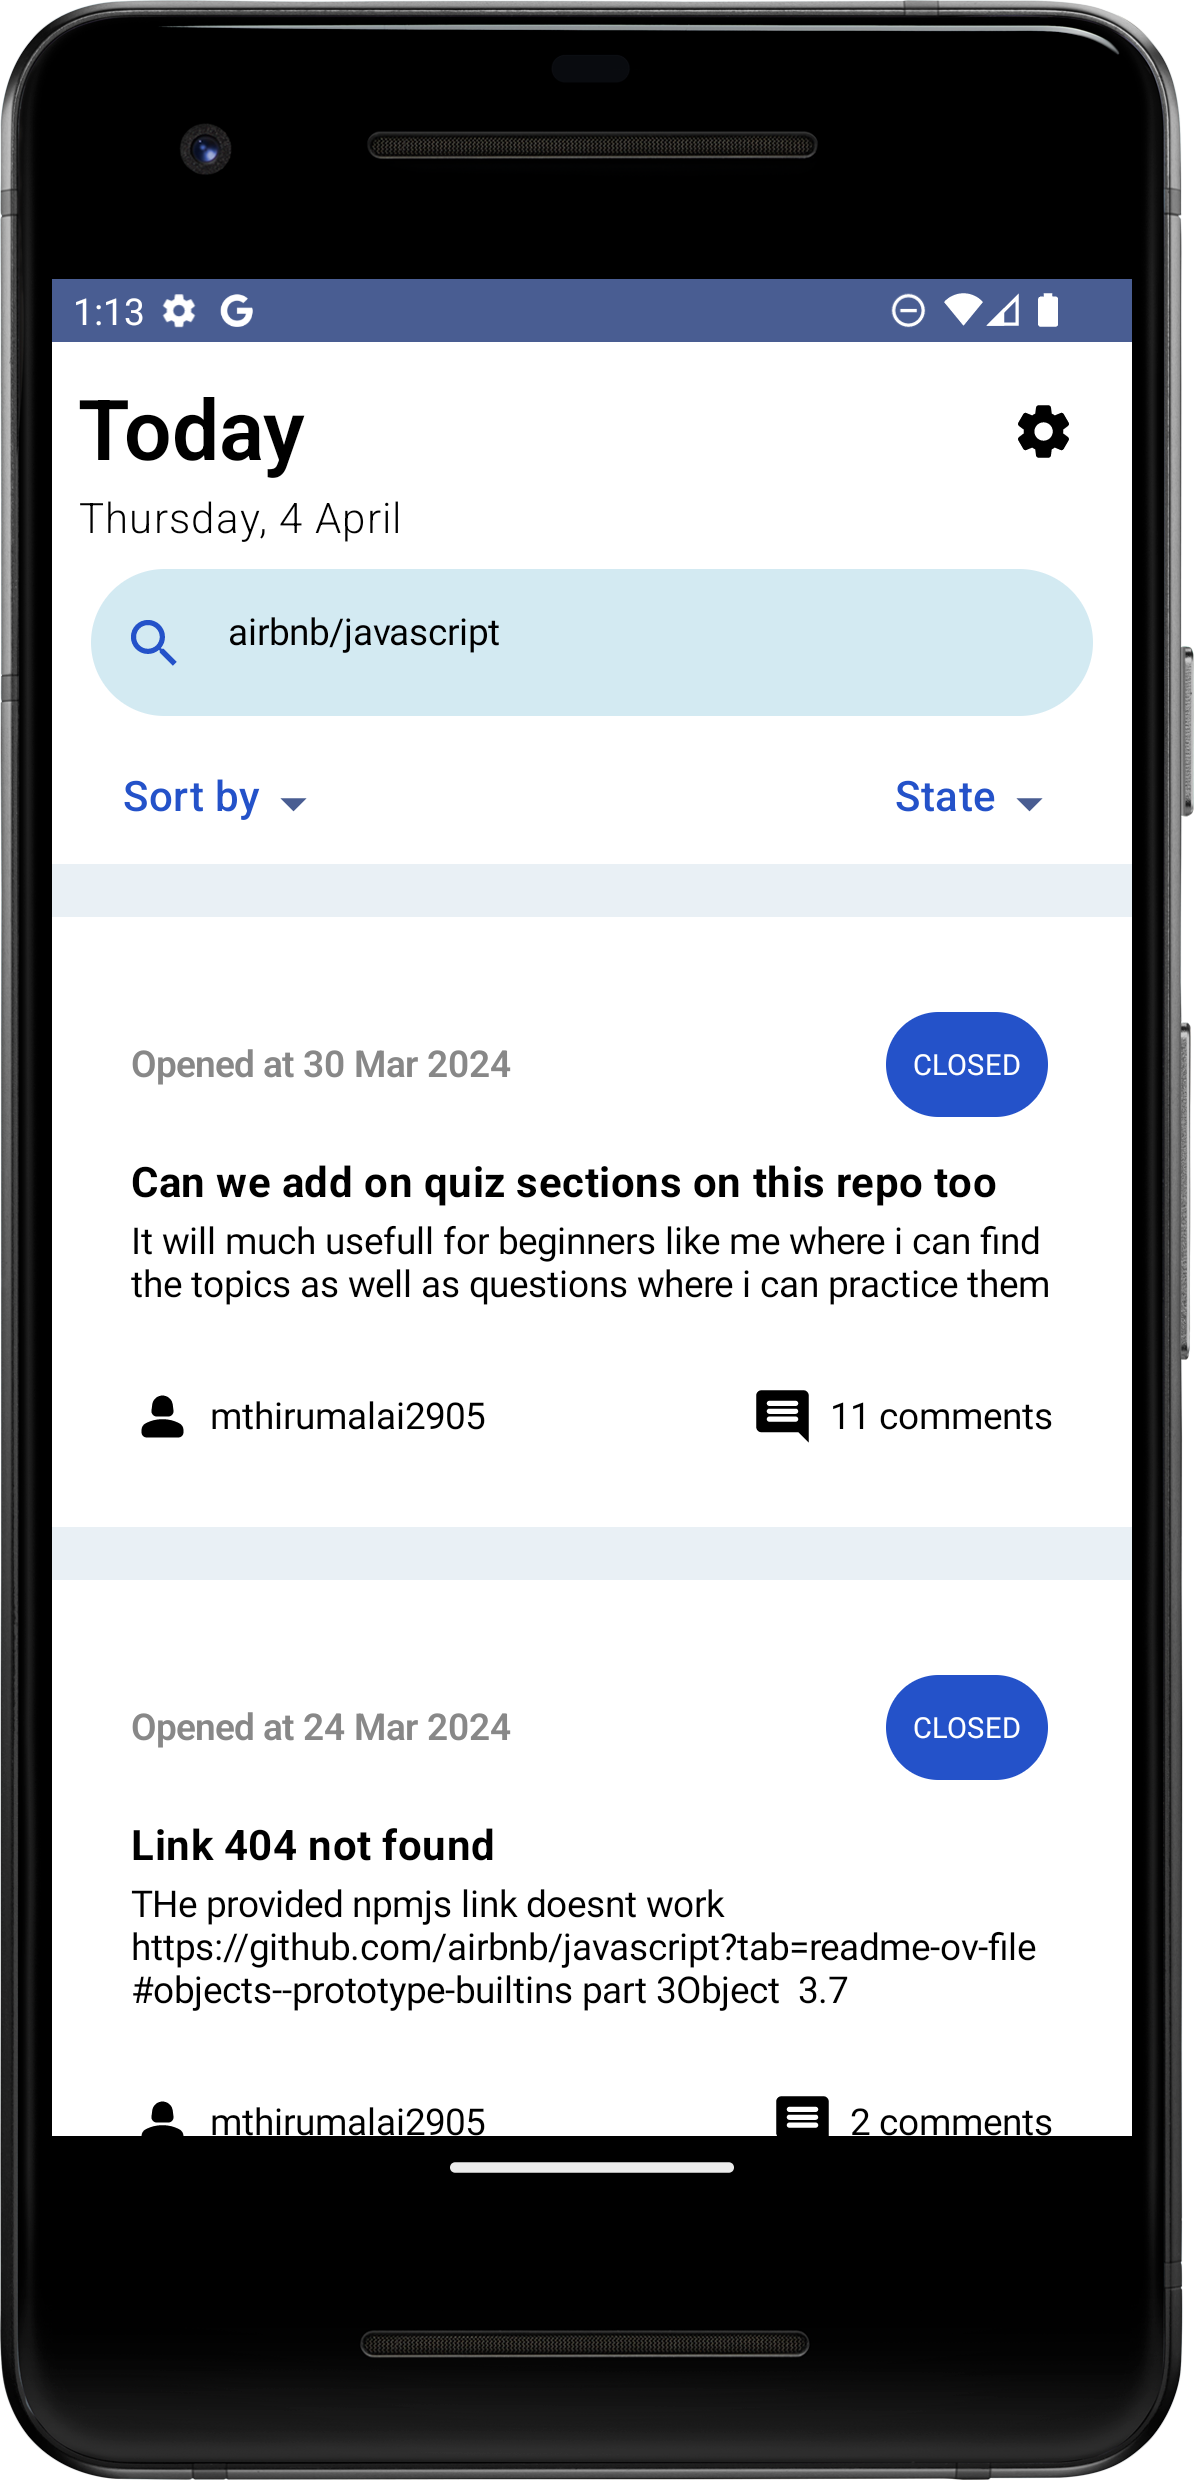 1:13
Today
Thursday, 4 April
airbnb/javascript
Sort by
State
Opened at 30 Mar 2024
CLOSED
Can we add on quiz sections on this repo too
It will much usefull for beginners like me where i can find
the topics as well as questions where i can practice them
mthirumalai2905
11 comments
Opened at 24 Mar 2024
CLOSED
Link 404 not found
THe provided npmjs link doesnt work
https://github.com/airbnb/javascript?tab=readme-ov-file
#objects--prototype-builtins part 3Object  3.7
mthirumalai2905
2 comments